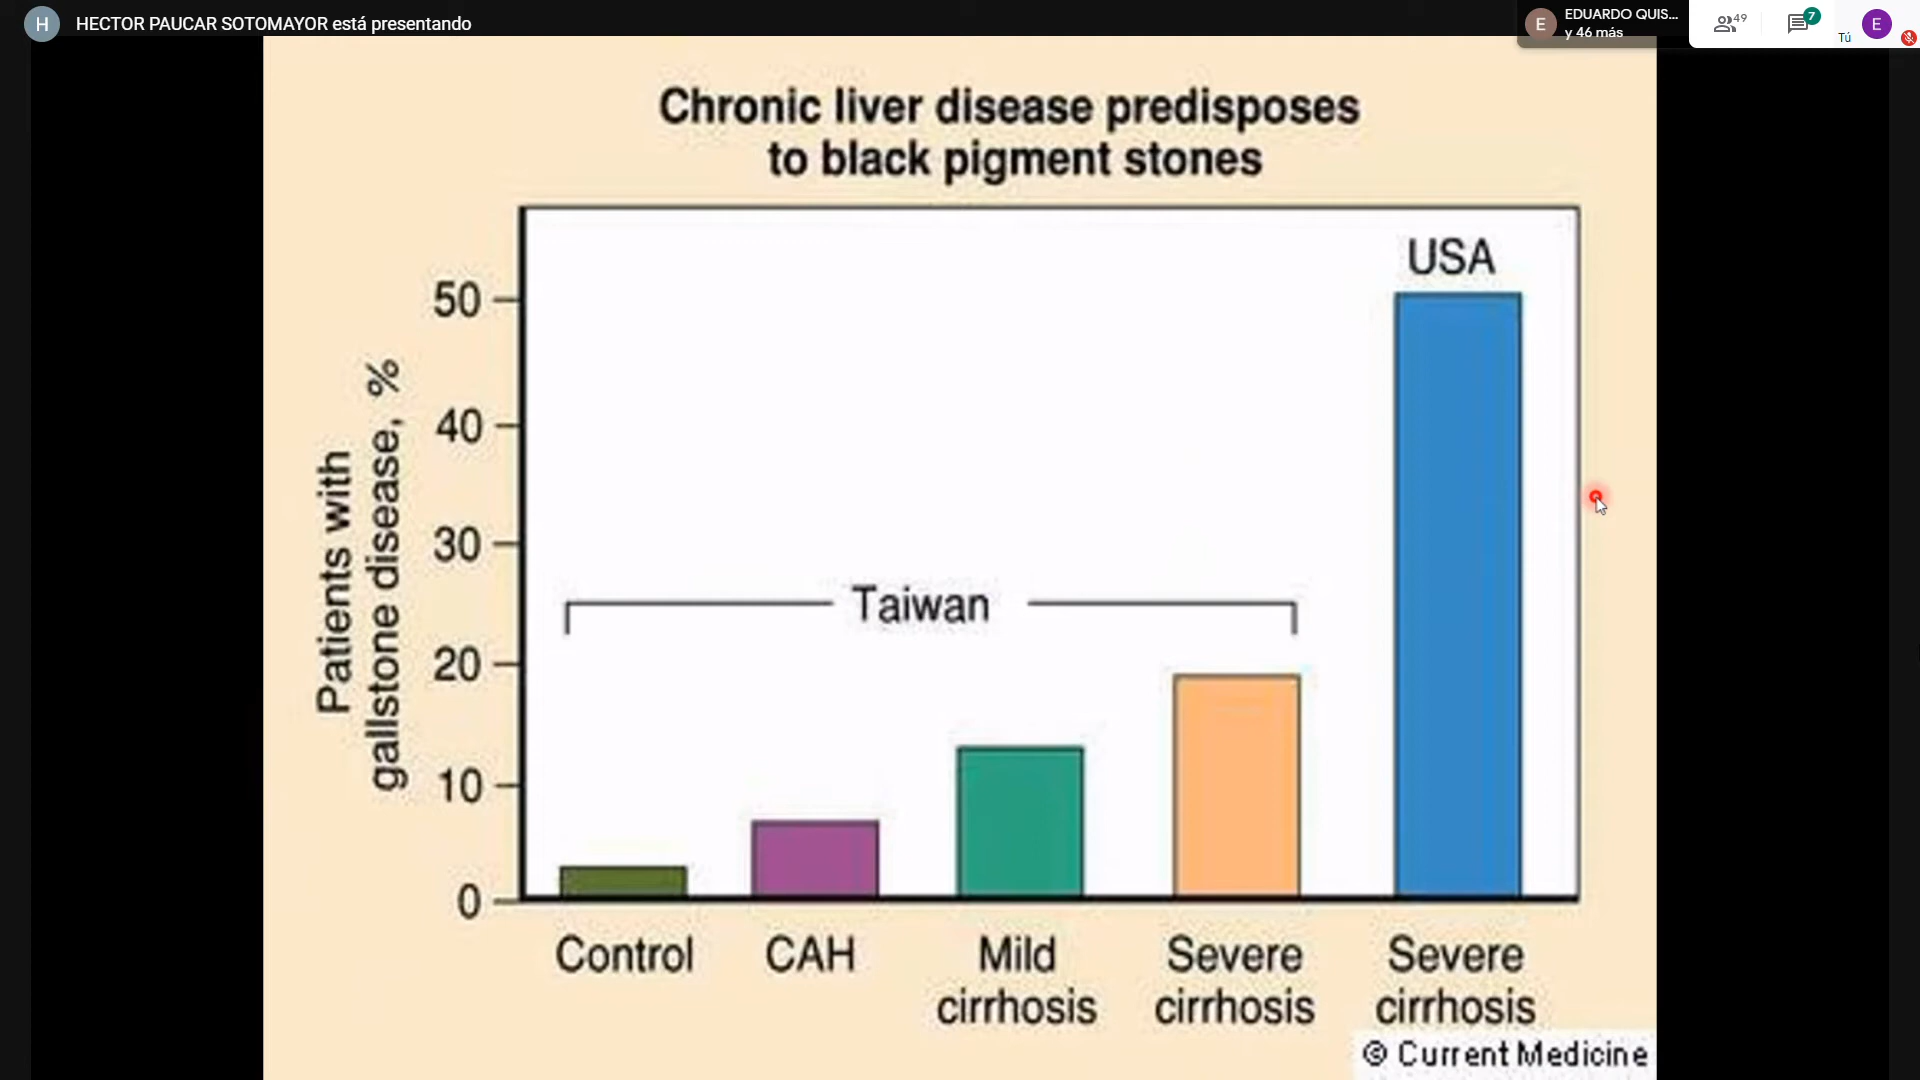 H HECTOR PAUCAR SOTOMAYOR está presentando
E EDUARDO QUIS...
y 46 más
49
7
Tú
E
Chronic liver disease predisposes
to black pigment stones
Patients with
gallstone disease, %
50
40
30
20
10
0
USA
Taiwan
Control
CAH
Mild
cirrhosis
Severe
cirrhosis
Severe
cirrhosis
© Current Medicine